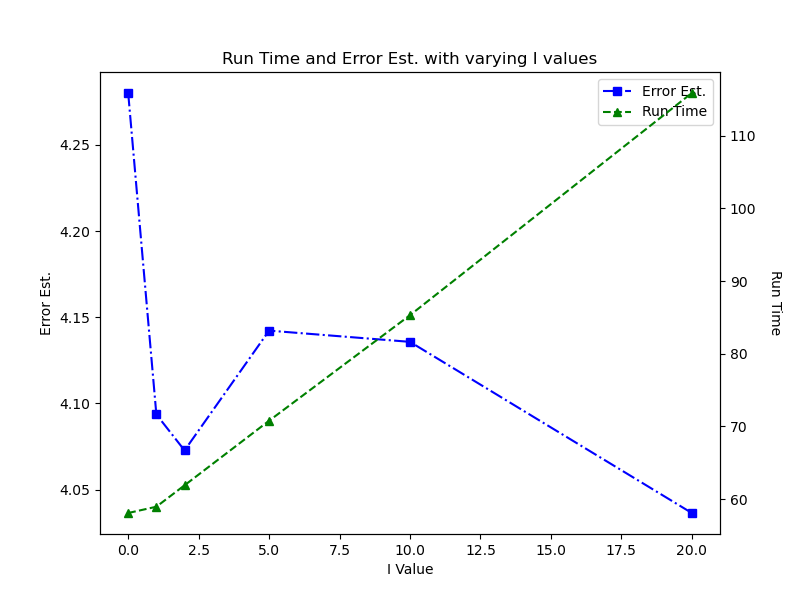 Run Time and Error Est. with varying I values
Error Est.
Run Time
4.25
4.20
4.15
4.10
4.05
Error Est.
110
100
90
80
70
60
Run Time
0.0 2.5 5.0 7.5 10.0 12.5 15.0 17.5 20.0
I Value